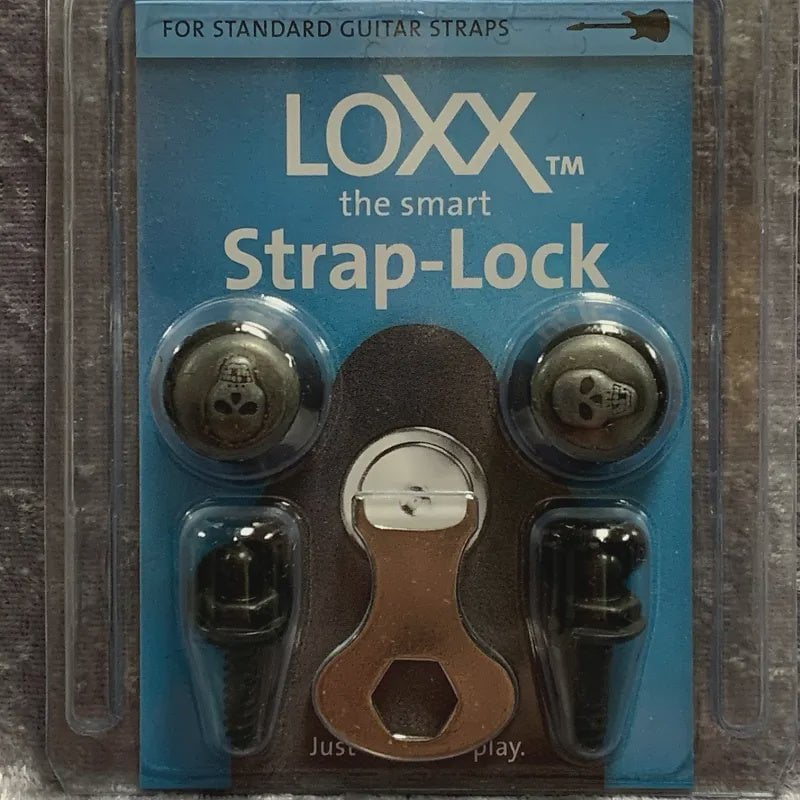 FOR STANDARD GUITAR STRAPS
LOXX™
the smart
Strap-Lock
Just play.